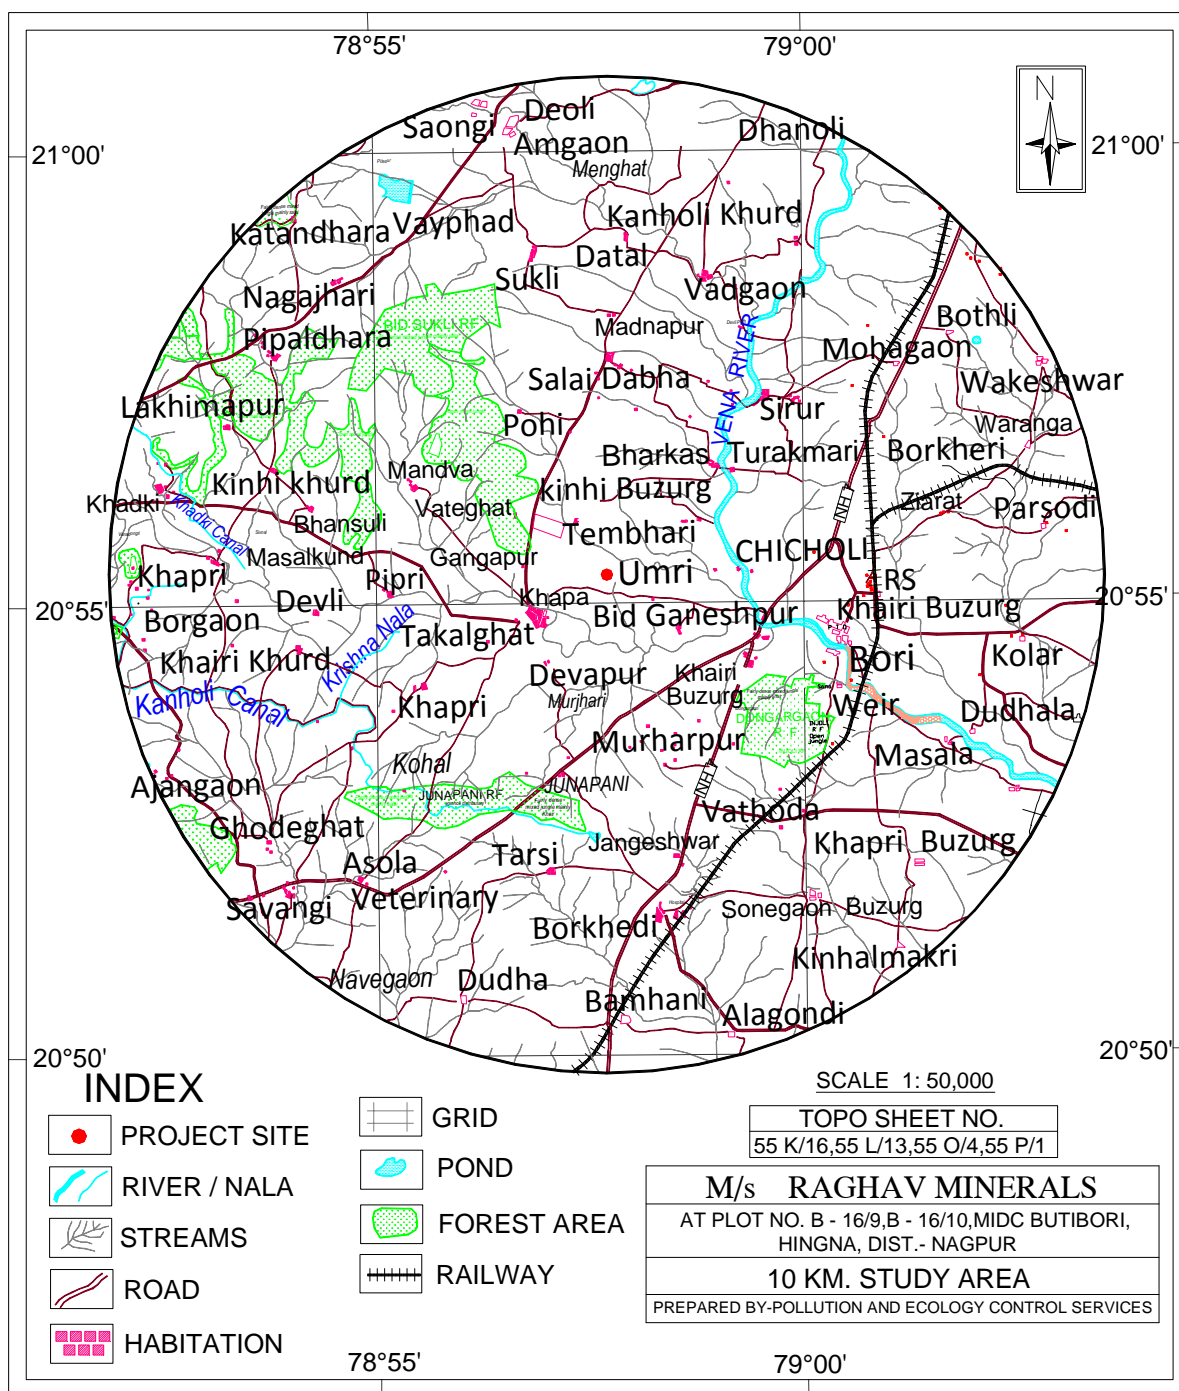 78°55'
79°00'
N
21°00'
21°00'
Deoli
Saongi
Amgaon
Dhanoli
Menghat
Katandhara
Vayphad
Kanholi Khurd
Datal
Sukli
Nagajhari
Vadgaon
BID SUKLI RF
Madnapur
Bothli
Pipaldhara
Mohagaon
VENA RIVER
Salai Dabha
Wakeshwar
Lakhimapur
Sirur
Pohi
Waranga
Bharkas
Turakmari
Borkheri
Mandva
Kinhi khurd
kinhi Buzurg
Khadki
Khadki Canal
Vateghat
NH7
Ziarat
Parsodi
Bhansuli
Tembhari
Masalkund
Gangapur
CHICHOLI
Khapri
Pipri
Umri
RS
20°55'
20°55'
Devli
Khapa
Bid Ganeshpur
Khairi Buzurg
Borgaon
Takalghat
Krishna Nala
Khairi Khurd
Devapur
Khairi
Buzurg
Bori
Kolar
Kanholi Canal
Khapri
Murjhari
DONGARGAON
R F
Weir
Dudhala
Open
Jungle
Murharpur
Masala
Kohal
Ajangaon
JUNAPANI
JUNAPANI RF
NH7
Vathoda
Ghodeghat
Jangeshwar
Khapri Buzurg
Asola
Tarsi
Veterinary
Savangi
Sonegaon Buzurg
Borkhedi
Kinhalmakri
Navegaon
Dudha
Bamhani
Alagondi
20°50'
20°50'
INDEX
SCALE 1: 50,000
PROJECT SITE
GRID
TOPO SHEET NO.
55 K/16,55 L/13,55 O/4,55 P/1
RIVER / NALA
POND
M/s RAGHAV MINERALS
AT PLOT NO. B - 16/9,B - 16/10,MIDC BUTIBORI,
HINGNA, DIST.- NAGPUR
STREAMS
FOREST AREA
10 KM. STUDY AREA
ROAD
RAILWAY
PREPARED BY-POLLUTION AND ECOLOGY CONTROL SERVICES
HABITATION
78°55'
79°00'